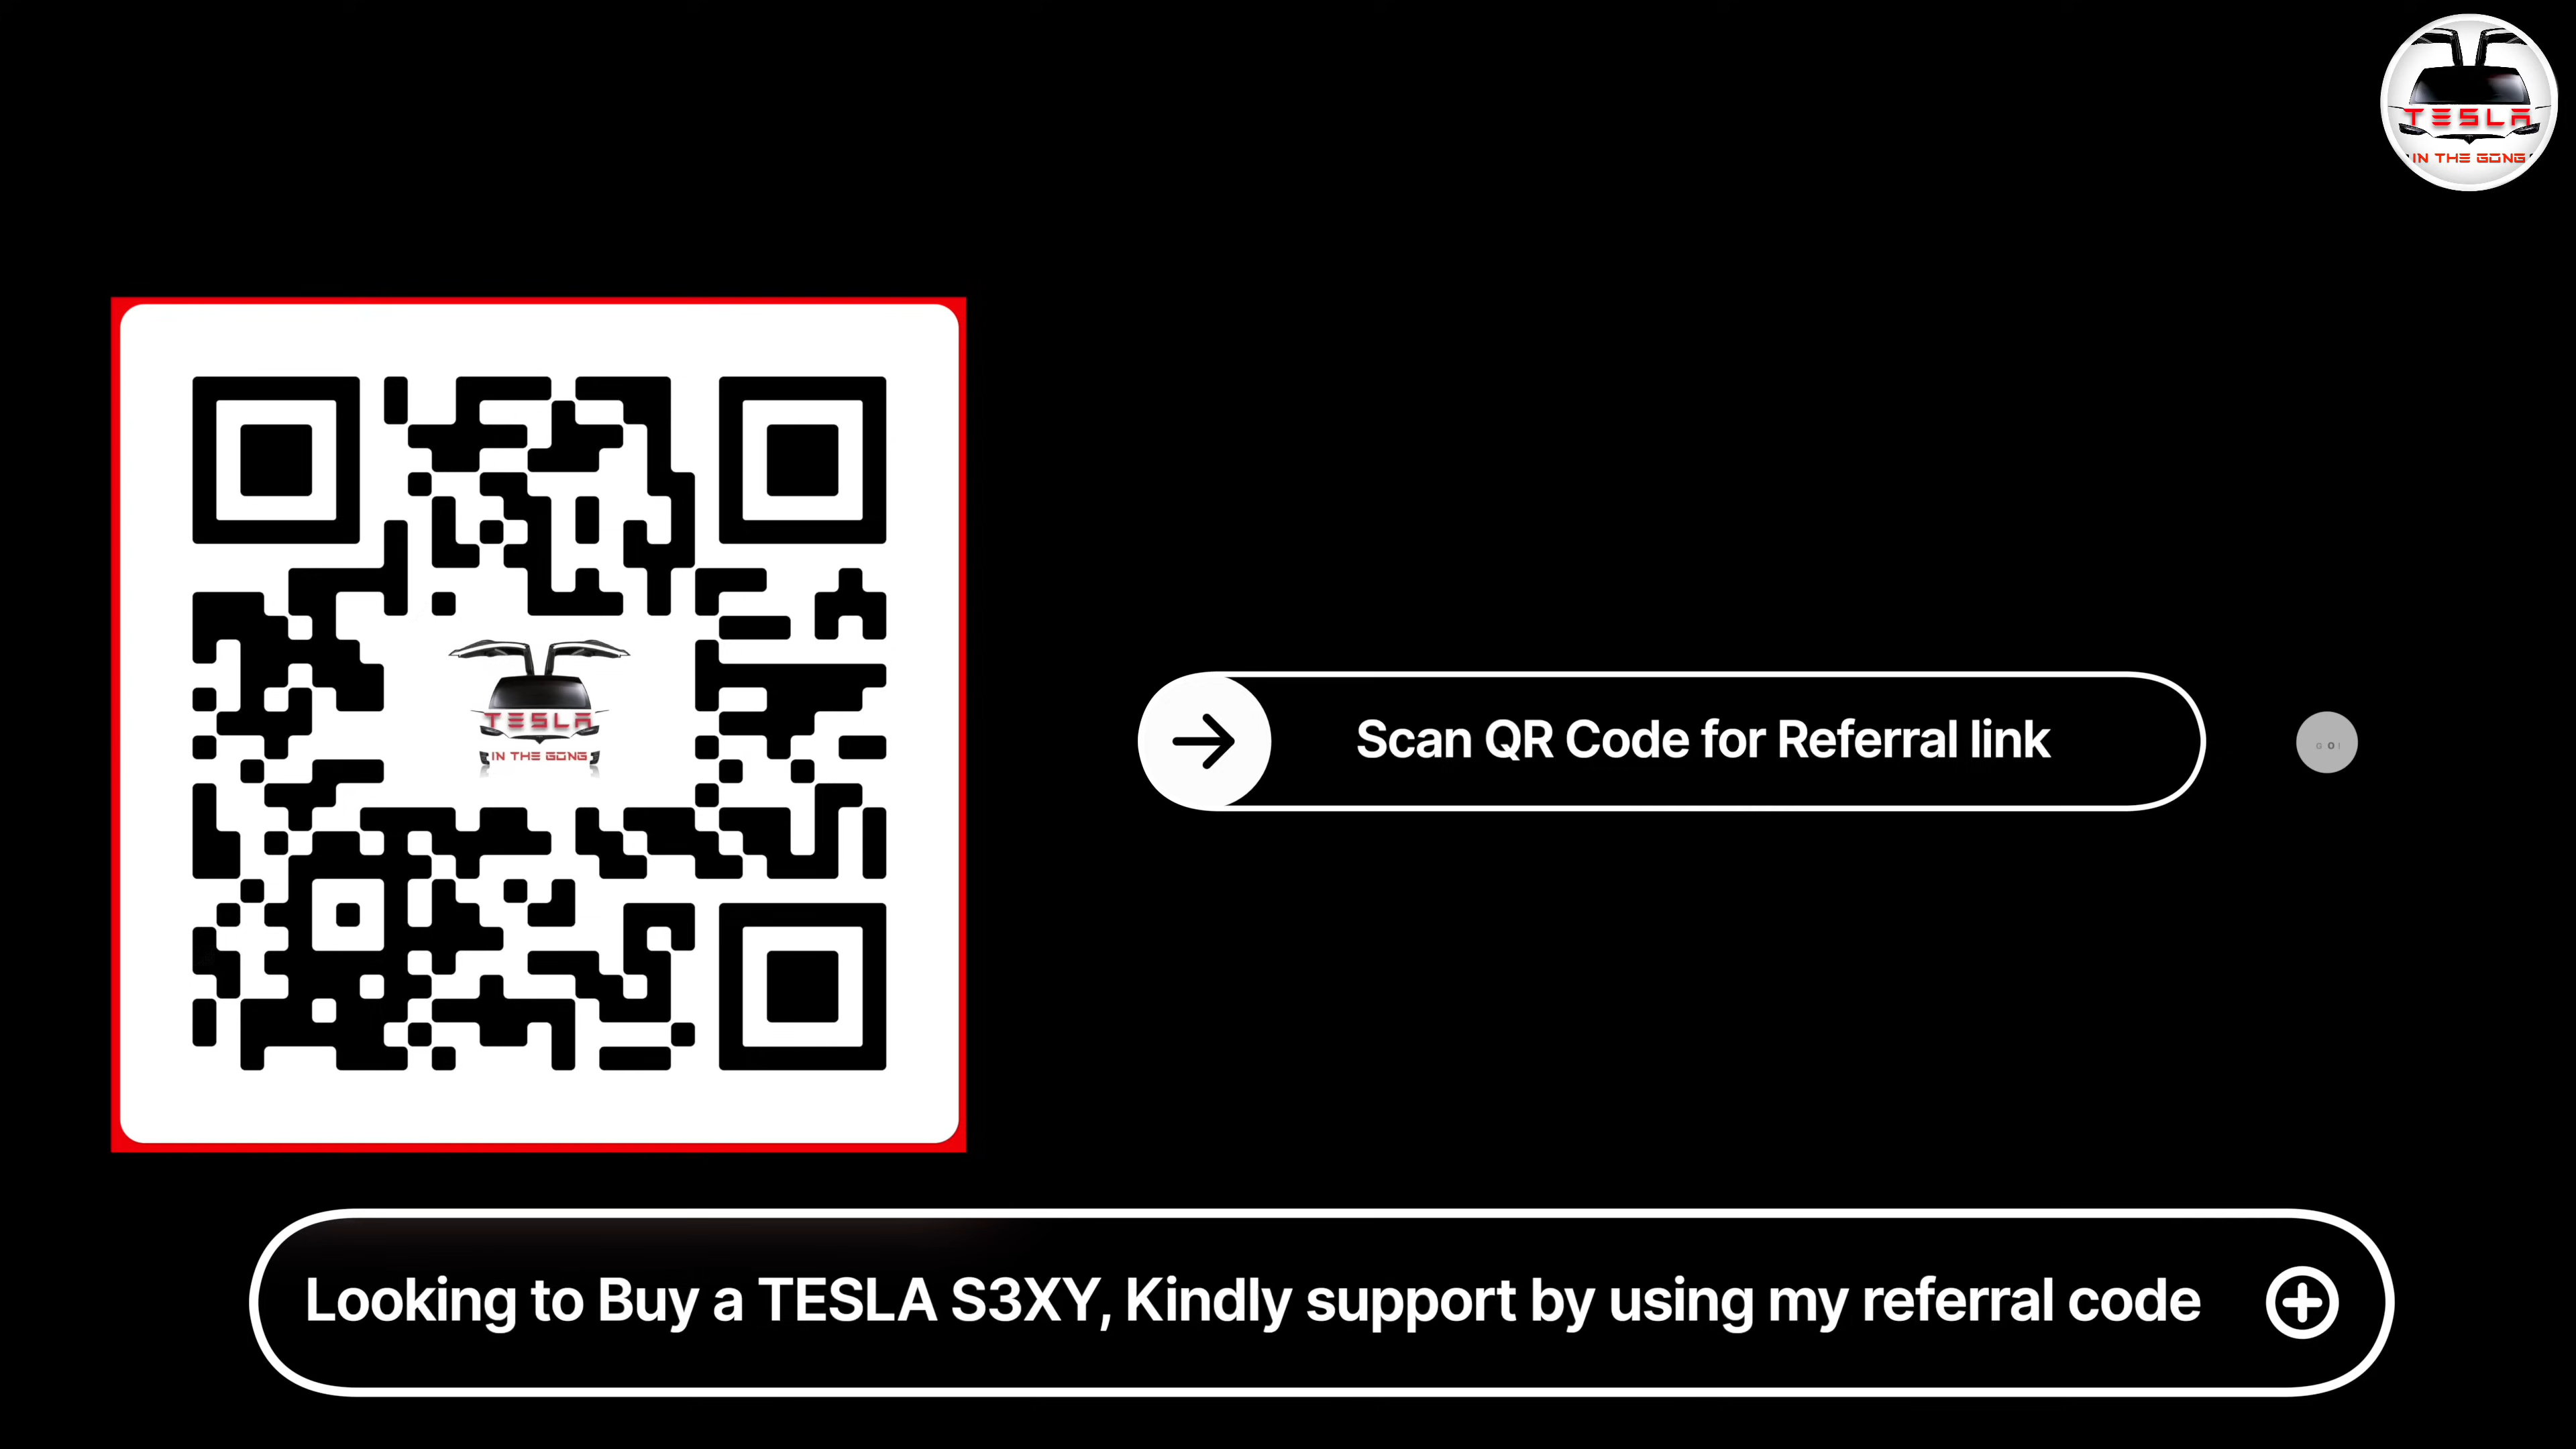 TESLA
IN THE GONG
TESLA
IN THE GONG
Scan QR Code for Referral link
Looking to Buy a TESLA S3XY, Kindly support by using my referral code